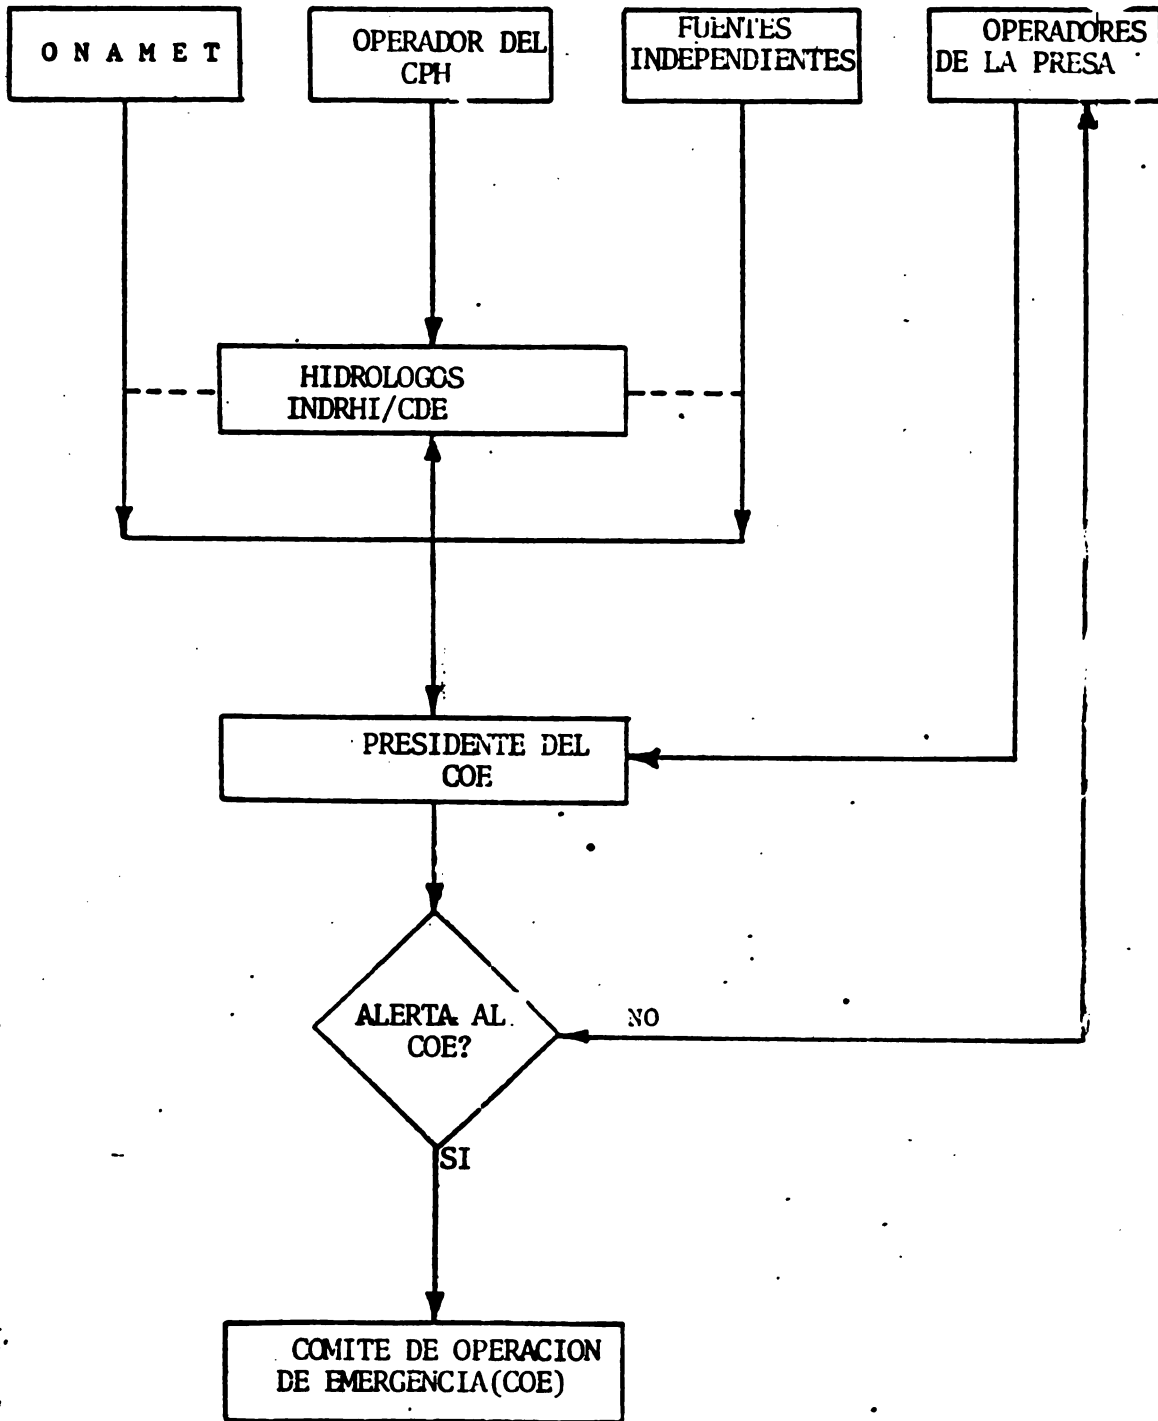 O N A M E T
OPERADOR DEL
CPH
FUENTES
INDEPENDIENTES
OPERADORES
DE LA PRESA
HIDROLOGOS
INDRHI/CDE
PRESIDENTE DEL
COE
ALERTA AL
COE?
NO
SI
COMITE DE OPERACION
DE EMERGENCIA(COE)